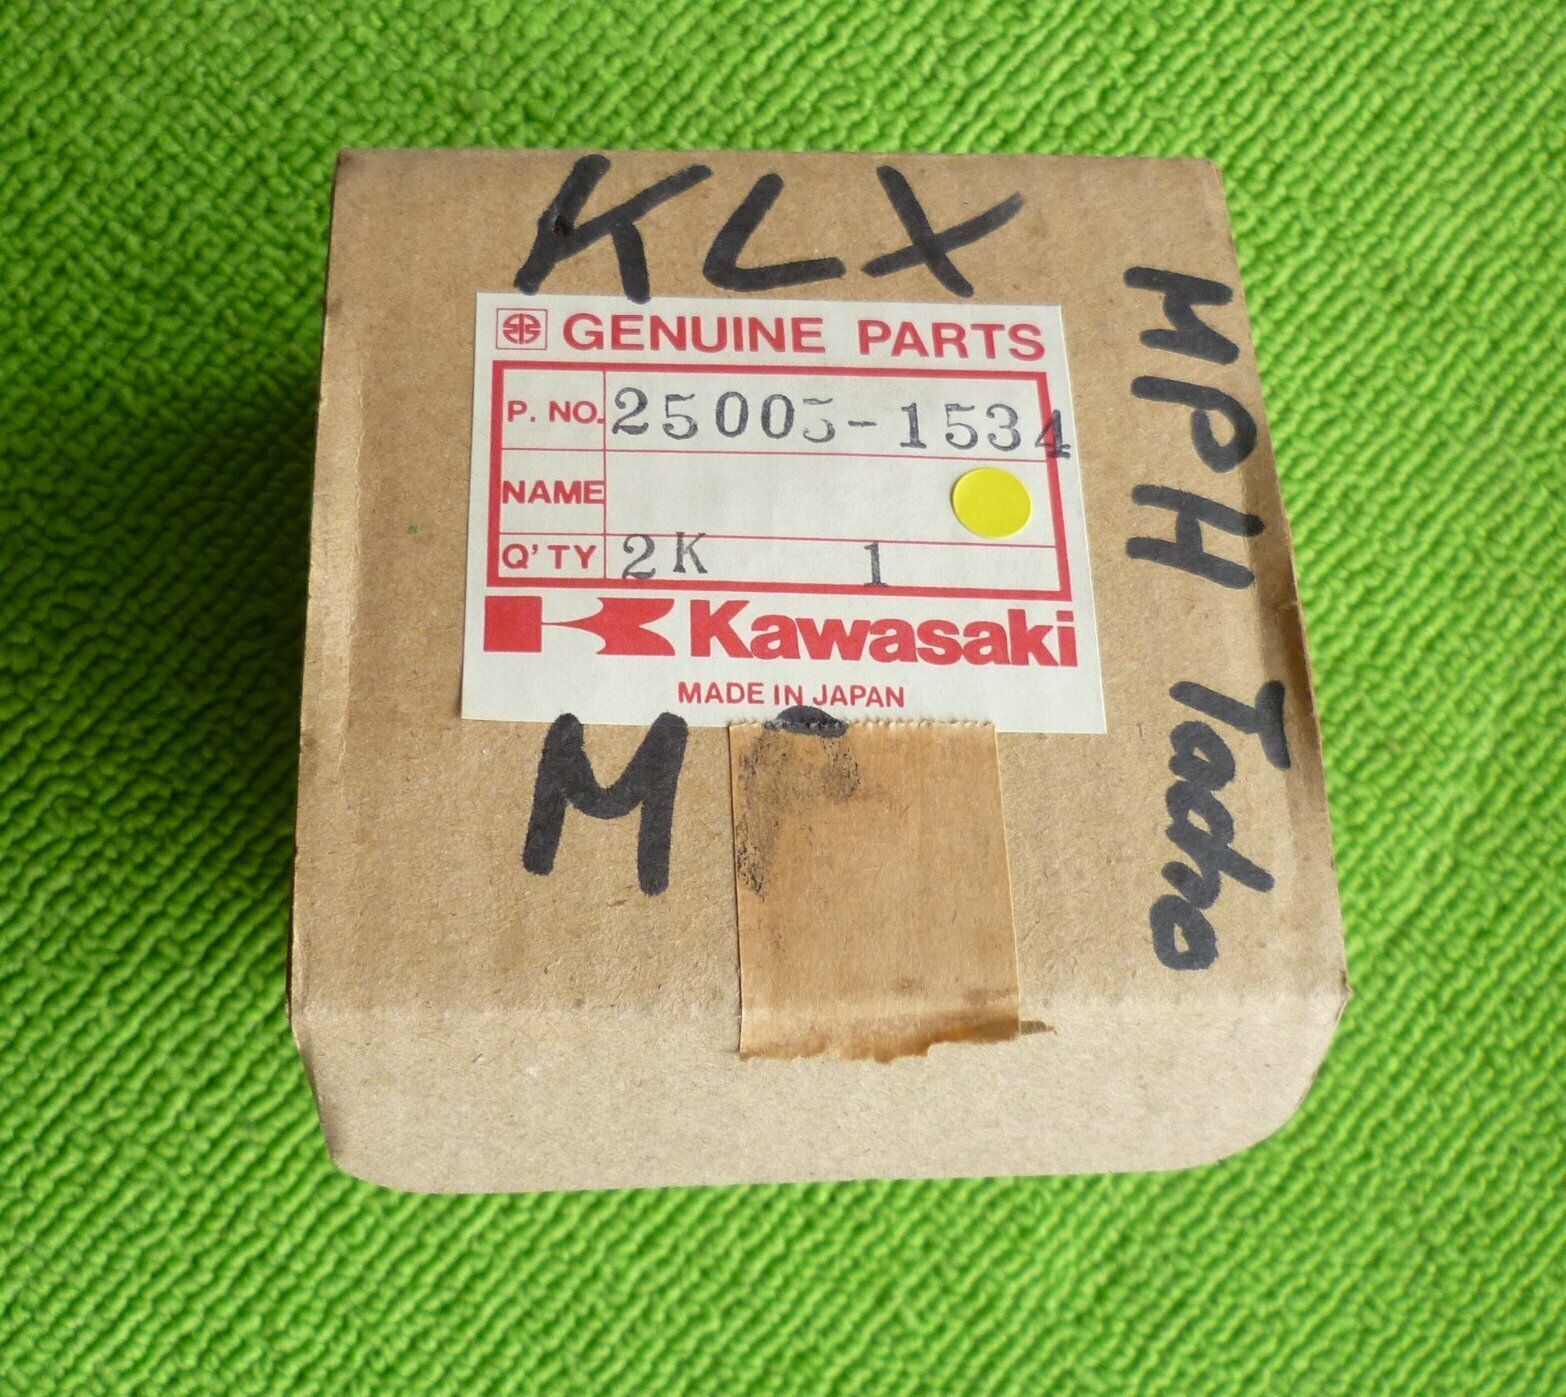 KLX
GENUINE PARTS
P. NO. 25005-1534
NAME
Q'TY 2K 1
Kawasaki
MADE IN JAPAN
M
MPH Tacho